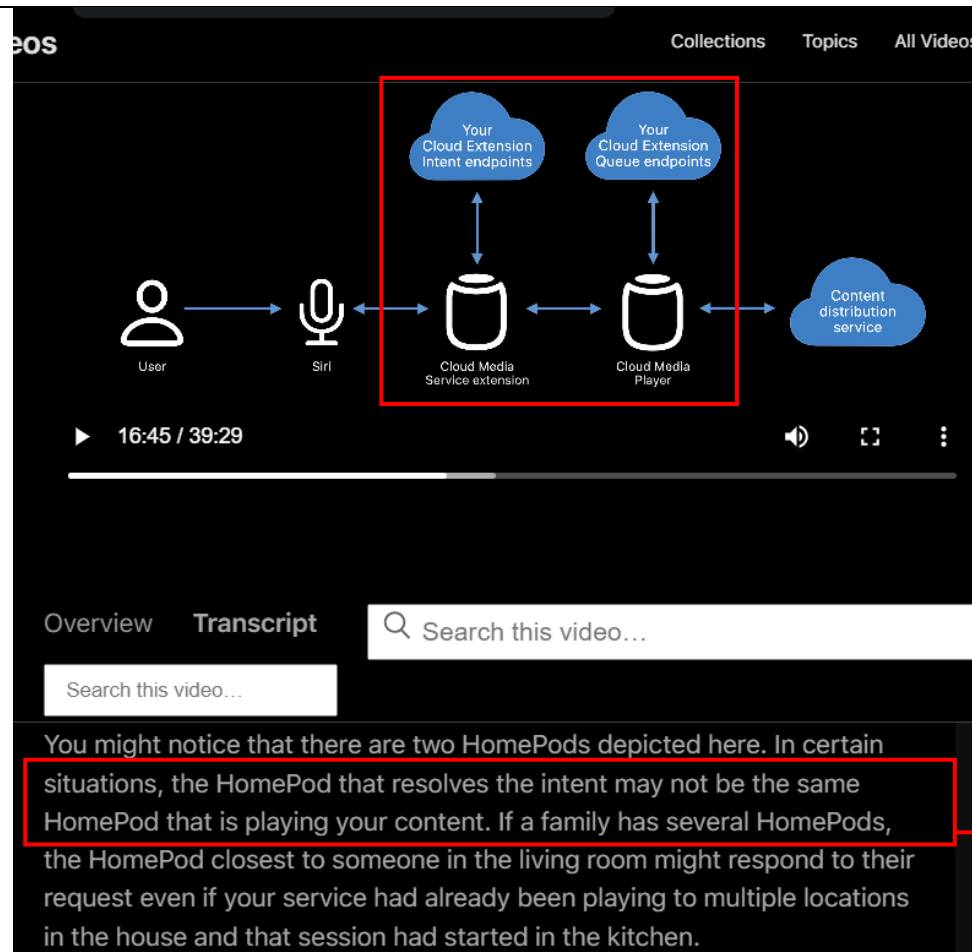 eos
Collections Topics All Videos
Your
Cloud Extension
Intent endpoints
Your
Cloud Extension
Queue endpoints
Content
distribution
service
User
Siri
Cloud Media
Service extension
Cloud Media
Player
16:45 / 39:29
Overview Transcript
Search this video...
Search this video...
You might notice that there are two HomePods depicted here. In certain
situations, the HomePod that resolves the intent may not be the same
HomePod that is playing your content. If a family has several HomePods,
the HomePod closest to someone in the living room might respond to their
request even if your service had already been playing to multiple locations
in the house and that session had started in the kitchen.